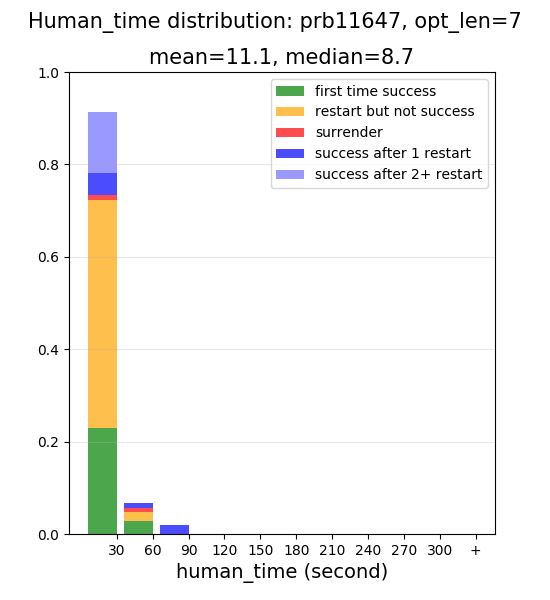 Human_time distribution: prb11647, opt_len=7
mean=11.1, median=8.7
1.0
0.8
0.6
0.4
0.2
0.0
first time success
restart but not success
surrender
success after 1 restart
success after 2+ restart
30 60 90 120 150 180 210 240 270 300 +
human_time (second)